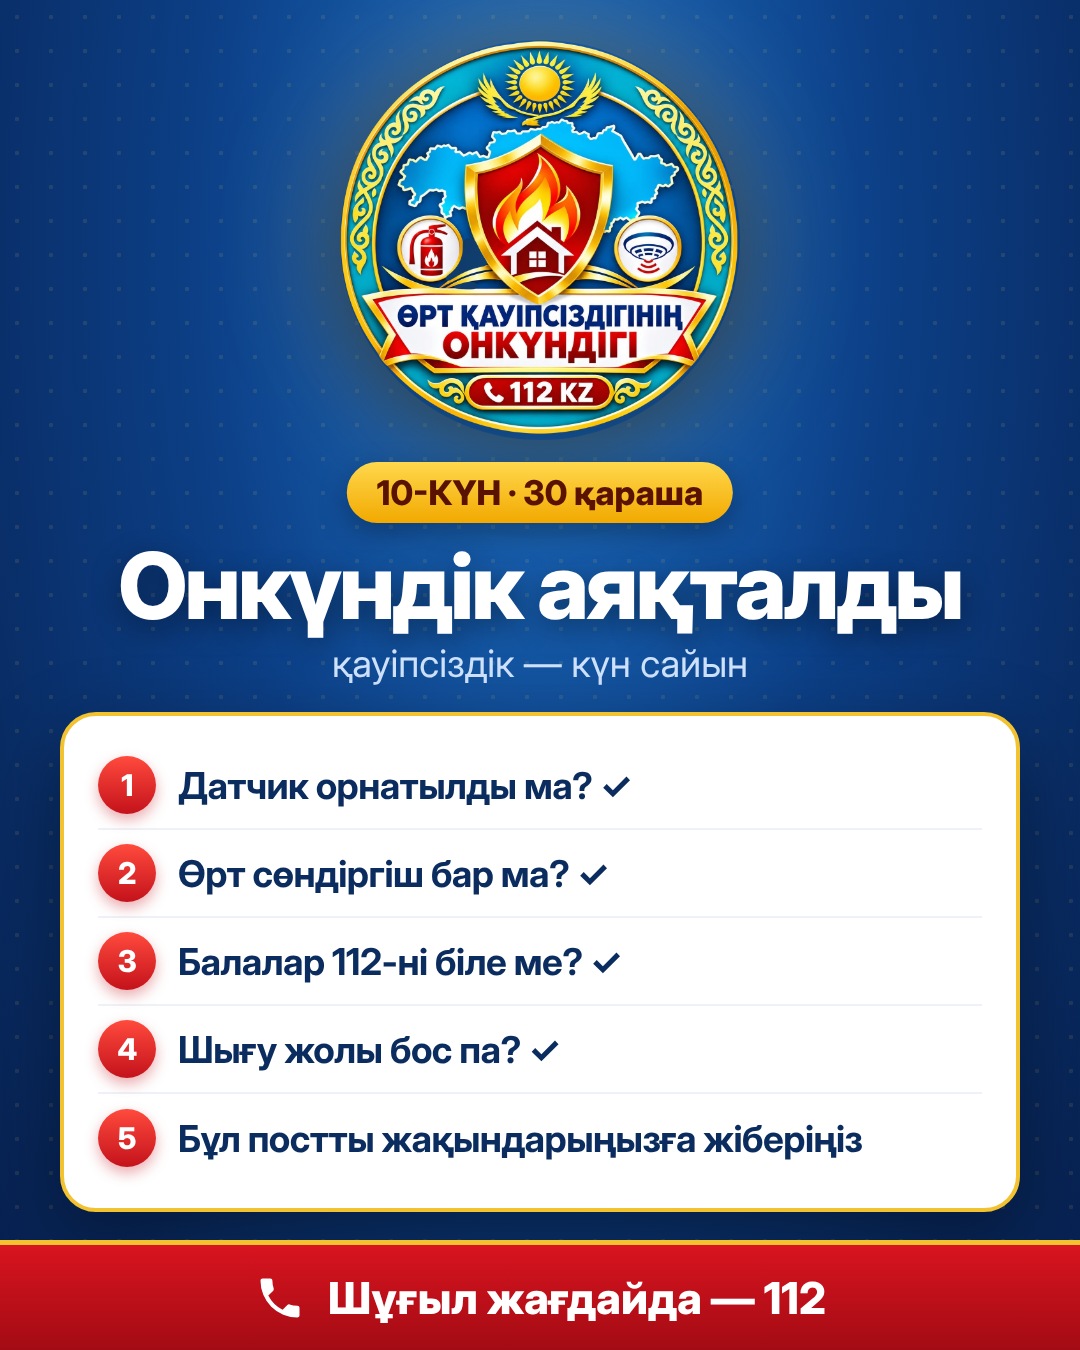 ӨРТ ҚАУІПСІЗДІГІНІҢ
ОНКҮНДІГІ
112 KZ
10-КҮН · 30 қараша
Онкүндік аяқталды
қауіпсіздік — күн сайын
1 Датчик орнатылды ма? ✓
2 Өрт сөндіргіш бар ма? ✓
3 Балалар 112-ні біле ме? ✓
4 Шығу жолы бос па? ✓
5 Бұл постты жақындарыңызға жіберіңіз
Шұғыл жағдайда — 112